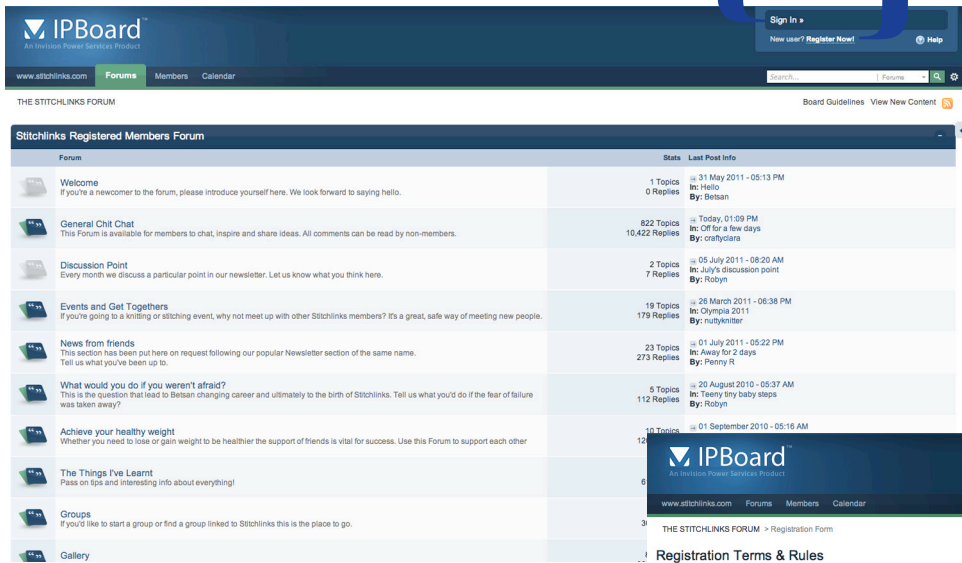 IPBoard™
An Invision Power Services Product
Sign In »
New user? Register Now!
Help
www.stitchlinks.com Forums Members Calendar
Search... Forums
THE STITCHLINKS FORUM
Board Guidelines View New Content
Stitchlinks Registered Members Forum
Forum Stats Last Post Info
Welcome
If you're a newcomer to the forum, please introduce yourself here. We look forward to saying hello.
1 Topics
0 Replies
31 May 2011 - 05:13 PM
In: Hello
By: Betsan
General Chit Chat
This Forum is available for members to chat, inspire and share ideas. All comments can be read by non-members.
822 Topics
10,422 Replies
Today, 01:09 PM
In: Off for a few days
By: craftyclara
Discussion Point
Every month we discuss a particular point in our newsletter. Let us know what you think here.
2 Topics
7 Replies
05 July 2011 - 08:20 AM
In: July's discussion point
By: Robyn
Events and Get Togethers
If you're going to a knitting or stitching event, why not meet up with other Stitchlinks members? It's a great, safe way of meeting new people.
19 Topics
179 Replies
26 March 2011 - 06:38 PM
In: Olympia 2011
By: nuttyknitter
News from friends
This section has been put here on request following our popular Newsletter section of the same name.
Tell us what you've been up to.
23 Topics
273 Replies
01 July 2011 - 05:22 PM
In: Away for 2 days
By: Penny R
What would you do if you weren't afraid?
This is the question that lead to Betsan changing career and ultimately to the birth of Stitchlinks. Tell us what you'd do if the fear of failure
was taken away?
5 Topics
112 Replies
20 August 2010 - 05:37 AM
In: Teeny tiny baby steps
By: Robyn
Achieve your healthy weight
Whether you need to lose or gain weight to be healthier the support of friends is vital for success. Use this Forum to support each other
10 Topics
01 September 2010 - 05:16 AM
The Things I've Learnt
Pass on tips and interesting info about everything!
Groups
If you'd like to start a group or find a group linked to Stitchlinks this is the place to go.
Gallery
IPBoard™
An Invision Power Services Product
www.stitchlinks.com Forums Members Calendar
THE STITCHLINKS FORUM > Registration Form
Registration Terms & Rules